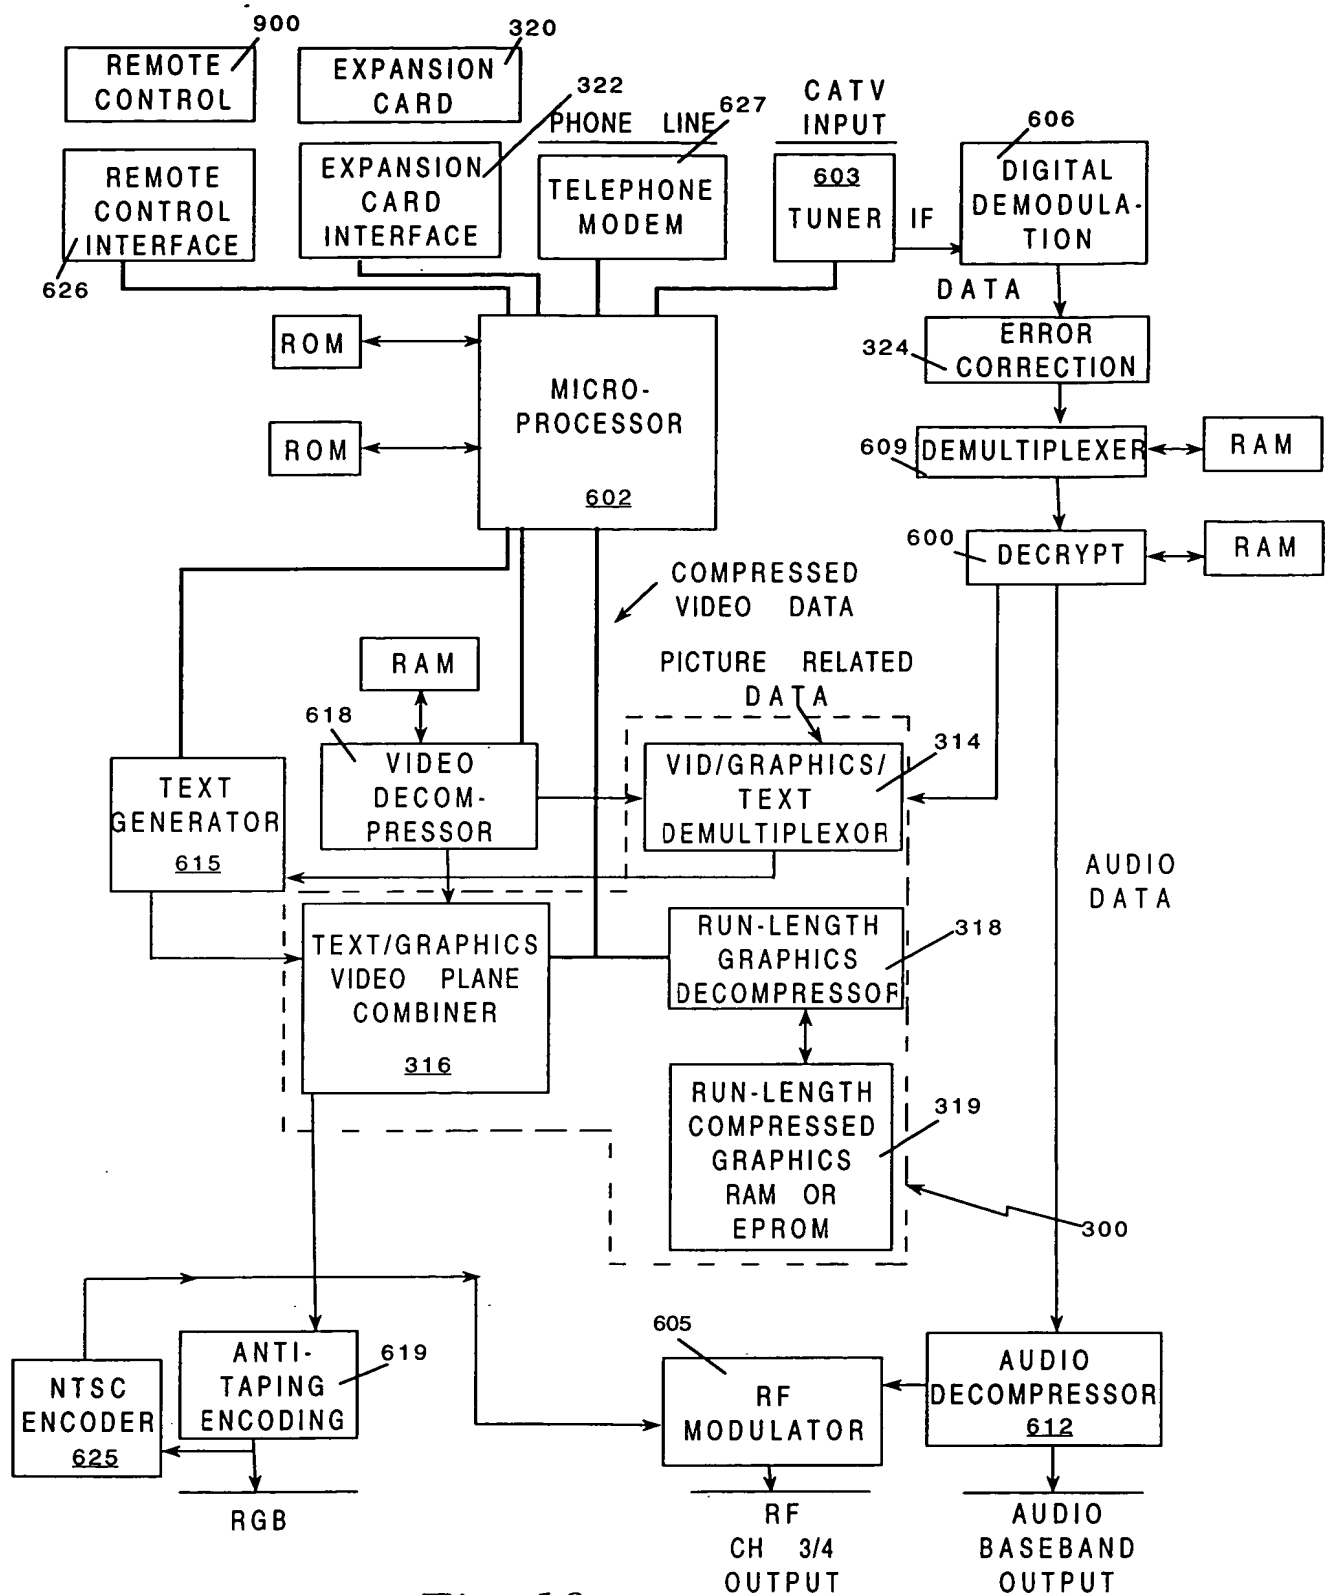 900
REMOTE
CONTROL
320
EXPANSION
CARD
322
PHONE LINE
627
CATV
INPUT
606
REMOTE
CONTROL
INTERFACE
626
EXPANSION
CARD
INTERFACE
TELEPHONE
MODEM
603
TUNER
IF
DIGITAL
DEMODULA-
TION
DATA
ROM
ROM
MICRO-
PROCESSOR
602
324
ERROR
CORRECTION
609
DEMULTIPLEXER
RAM
600
DECRYPT
RAM
COMPRESSED
VIDEO DATA
RAM
PICTURE RELATED
DATA
618
VIDEO
DECOM-
PRESSOR
314
VID/GRAPHICS/
TEXT
DEMULTIPLEXOR
TEXT
GENERATOR
615
AUDIO
DATA
TEXT/GRAPHICS
VIDEO PLANE
COMBINER
316
RUN-LENGTH
GRAPHICS
DECOMPRESSOR
318
RUN-LENGTH
COMPRESSED
GRAPHICS
RAM OR
EPROM
319
300
NTSC
ENCODER
625
ANTI-
TAPING
ENCODING
619
605
RF
MODULATOR
AUDIO
DECOMPRESSOR
612
RGB
RF
CH 3/4
OUTPUT
AUDIO
BASEBAND
OUTPUT